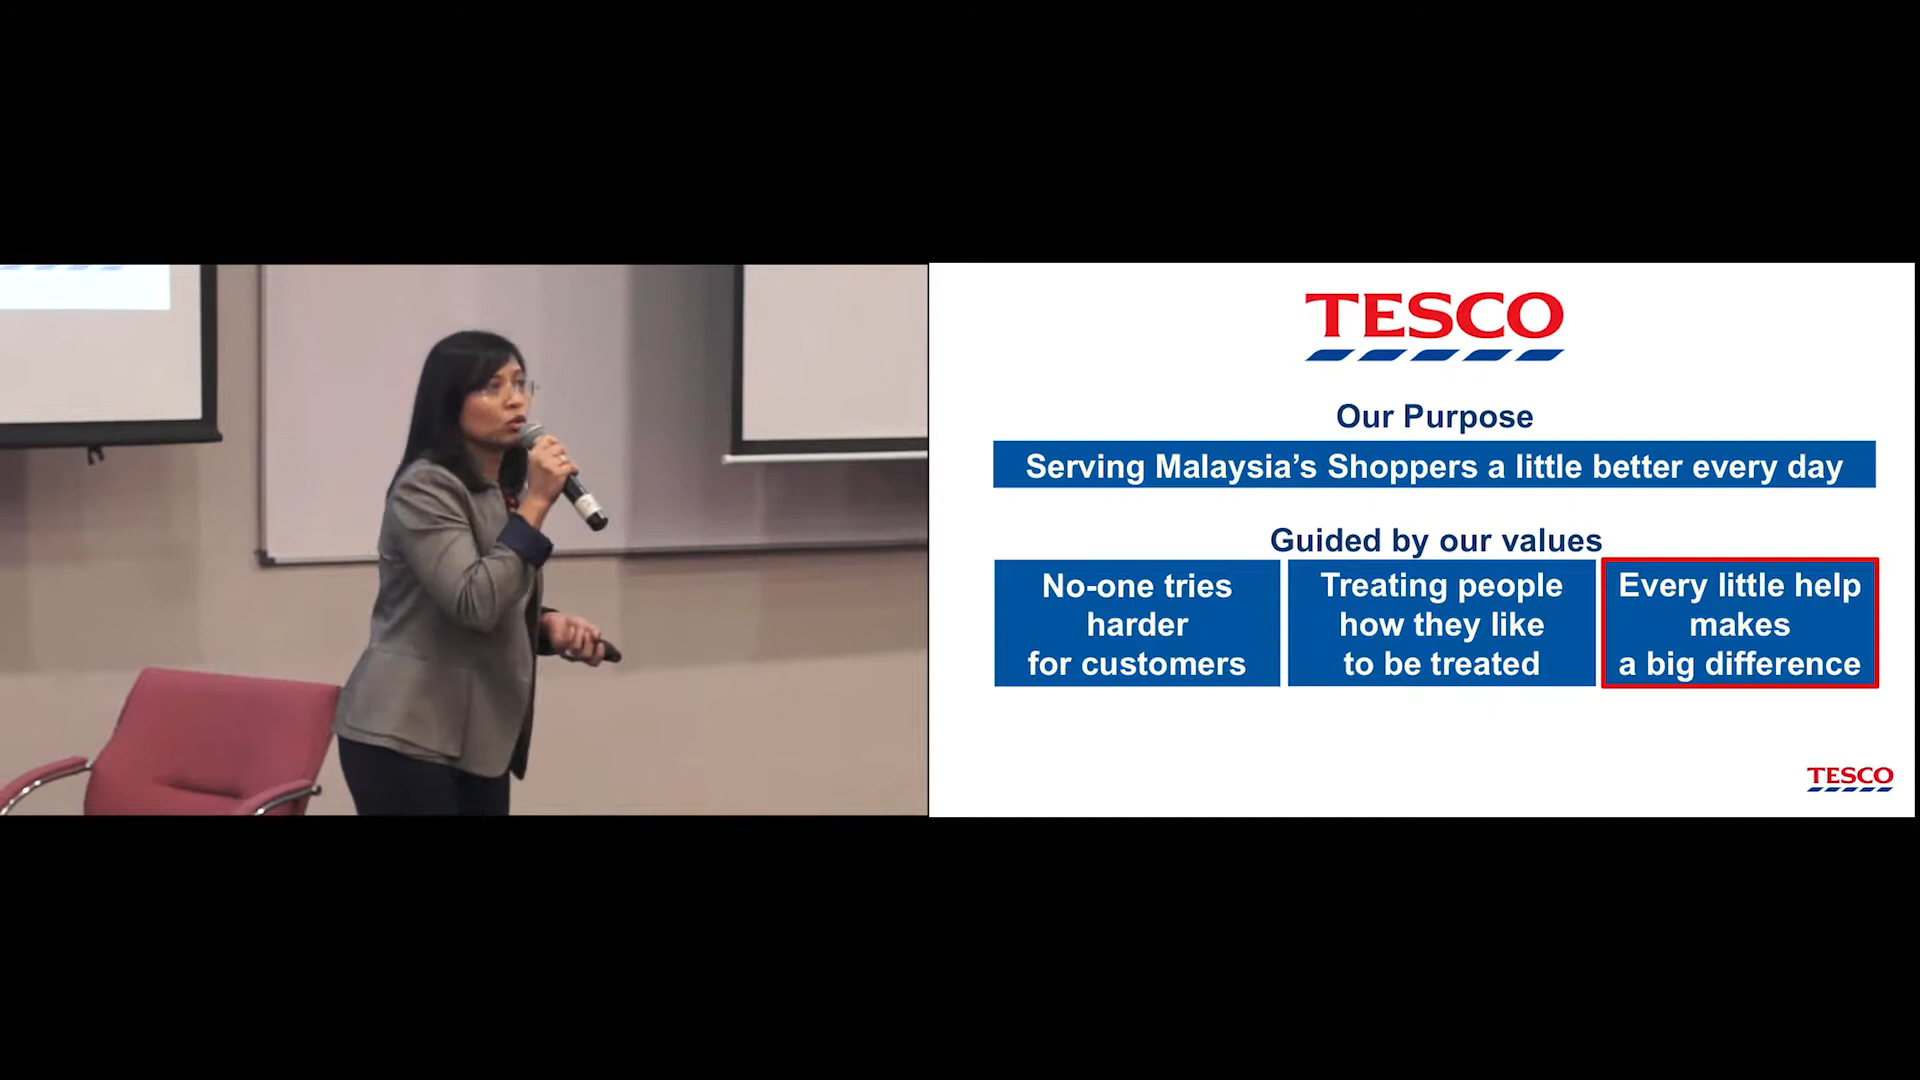 TESCO
Our Purpose
Serving Malaysia’s Shoppers a little better every day
Guided by our values
No-one tries
harder
for customers
Treating people
how they like
to be treated
Every little help
makes
a big difference
TESCO